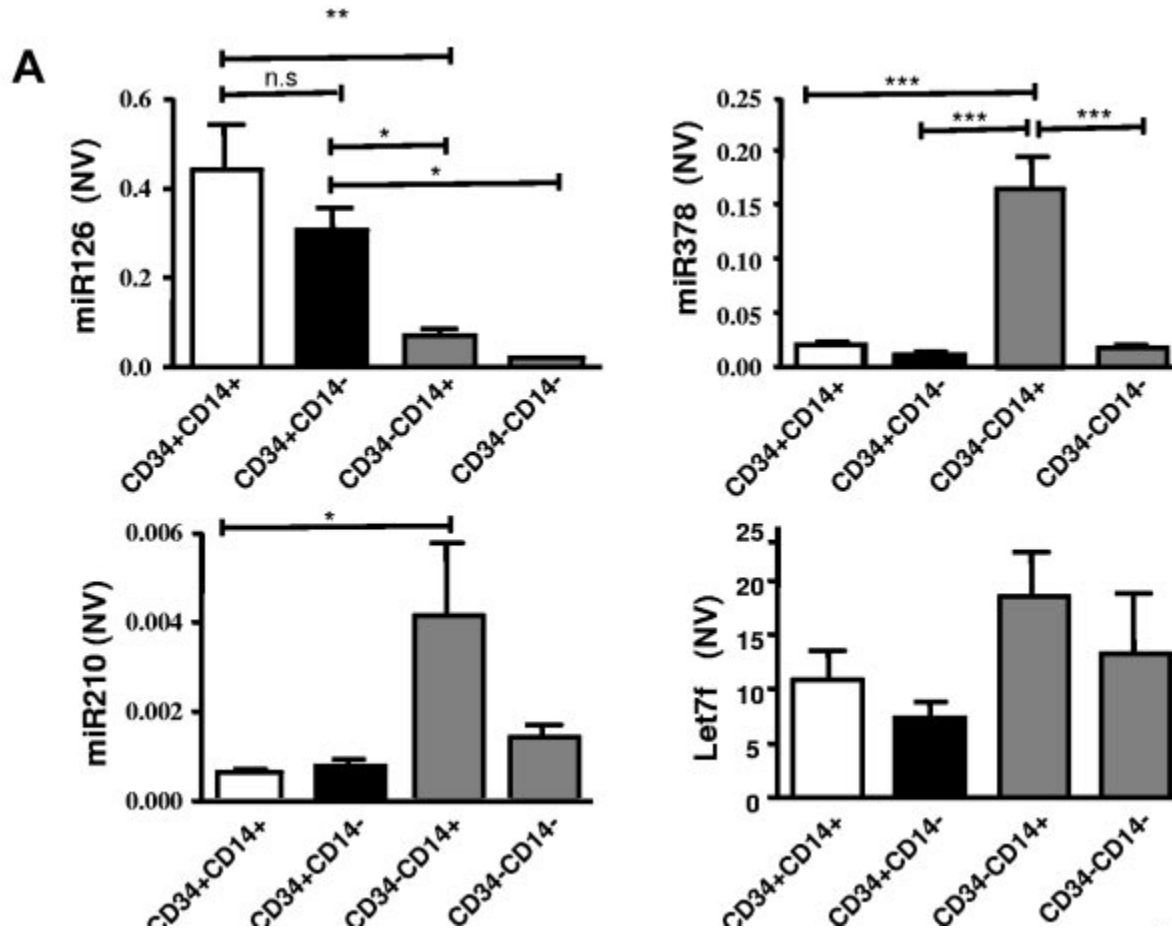 A
**
n.s
*
*
miR126 (NV)
0.6
0.4
0.2
0.0
CD34+CD14+
CD34+CD14-
CD34-CD14+
CD34-CD14-
***
***
***
miR378 (NV)
0.25
0.20
0.15
0.10
0.05
0.00
CD34+CD14+
CD34+CD14-
CD34-CD14+
CD34-CD14-
*
miR210 (NV)
0.006
0.004
0.002
0.000
CD34+CD14+
CD34+CD14-
CD34-CD14+
CD34-CD14-
Let7f (NV)
25
20
15
10
5
0
CD34+CD14+
CD34+CD14-
CD34-CD14+
CD34-CD14-